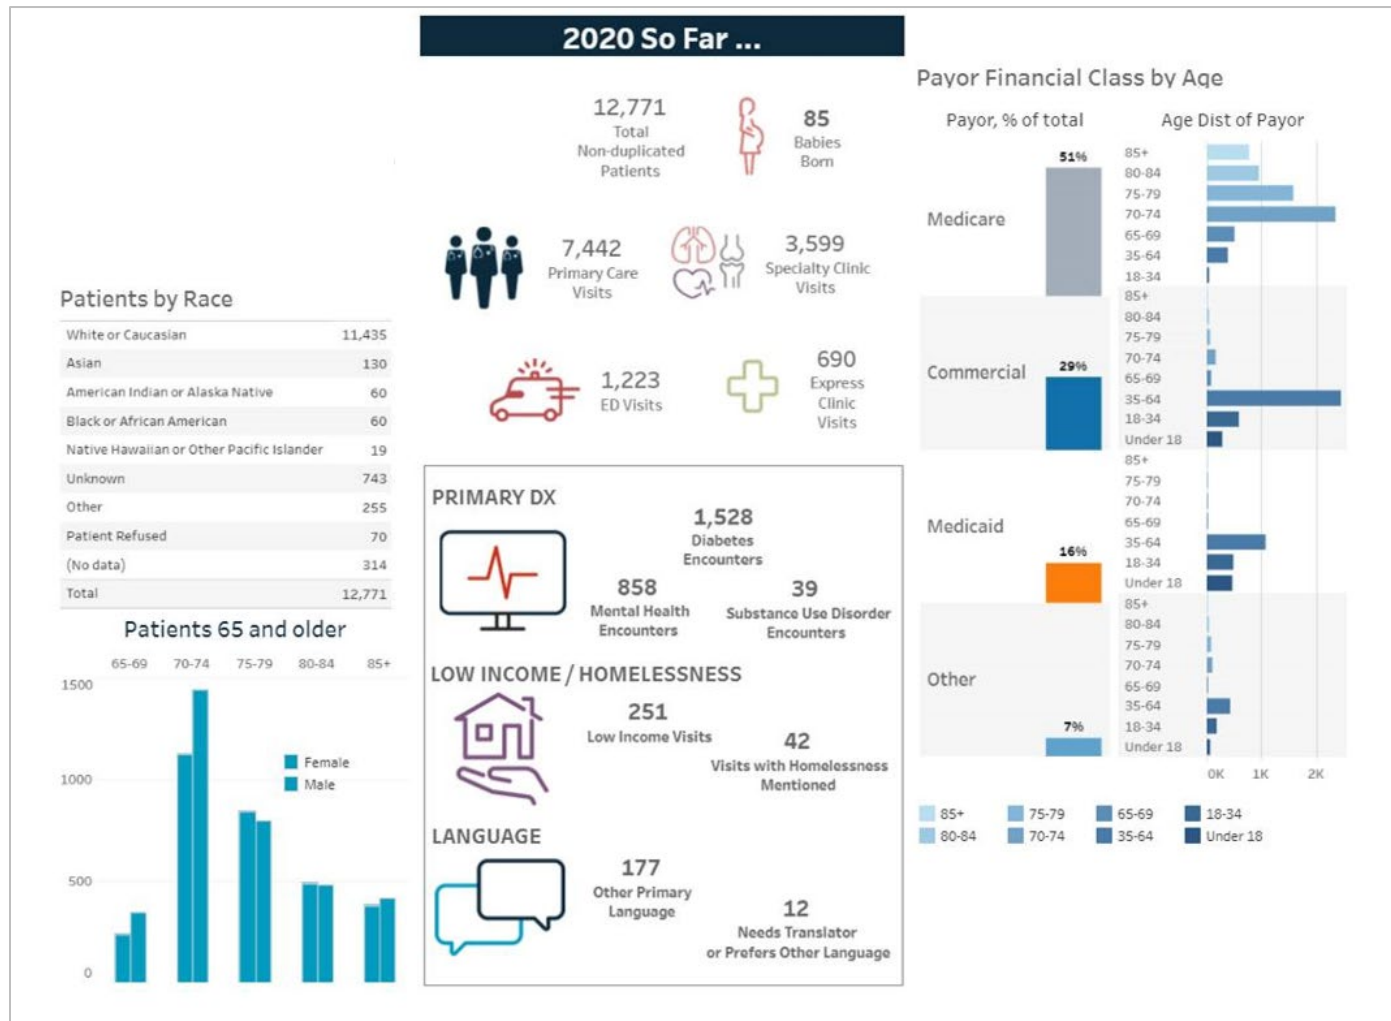 2020 So Far ...
12,771
Total
Non-duplicated
Patients
85
Babies
Born
7,442
Primary Care
Visits
3,599
Specialty Clinic
Visits
1,223
ED Visits
690
Express
Clinic
Visits
Patients by Race
White or Caucasian 11,435
Asian 130
American Indian or Alaska Native 60
Black or African American 60
Native Hawaiian or Other Pacific Islander 19
Unknown 743
Other 255
Patient Refused 70
(No data) 314
Total 12,771
Patients 65 and older
65-69 70-74 75-79 80-84 85+
1500
1000
500
0
Female
Male
PRIMARY DX
1,528
Diabetes
Encounters
858
Mental Health
Encounters
39
Substance Use Disorder
Encounters
LOW INCOME / HOMELESSNESS
251
Low Income Visits
42
Visits with Homelessness
Mentioned
LANGUAGE
177
Other Primary
Language
12
Needs Translator
or Prefers Other Language
Payor Financial Class by Age
Payor, % of total
Age Dist of Payor
Medicare
51%
85+
80-84
75-79
70-74
65-69
35-64
18-34
Commercial
29%
85+
80-84
75-79
70-74
65-69
35-64
18-34
Under 18
Medicaid
16%
85+
75-79
70-74
65-69
35-64
18-34
Under 18
Other
7%
85+
80-84
75-79
70-74
65-69
35-64
18-34
Under 18
0K 1K 2K
85+ 75-79 65-69 18-34
80-84 70-74 35-64 Under 18